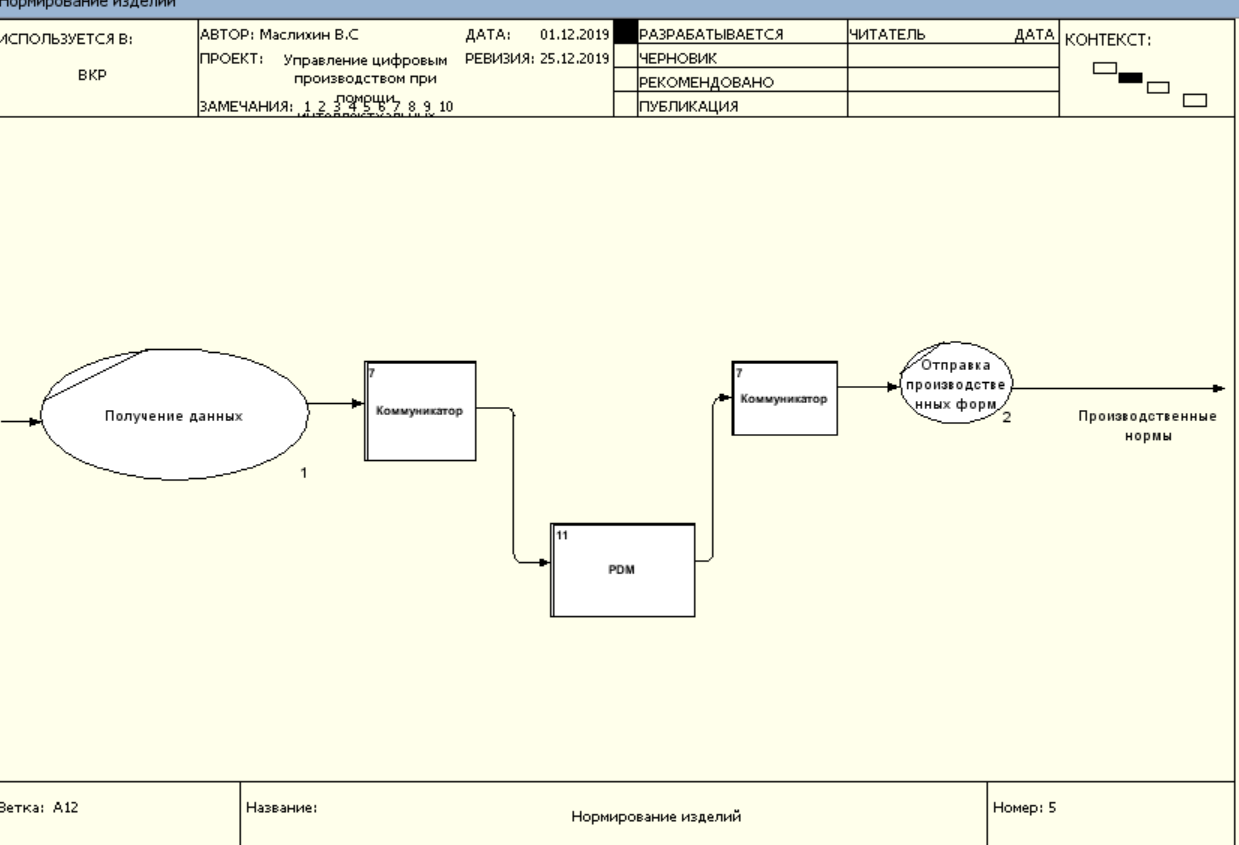 Нормирование изделий
ИСПОЛЬЗУЕТСЯ В:
ВКР
АВТОР: Маслихин В.С
ДАТА: 01.12.2019
ПРОЕКТ: Управление цифровым
производством при
помощи
интеллектуальных
РЕВИЗИЯ: 25.12.2019
ЗАМЕЧАНИЯ: 1 2 3 4 5 6 7 8 9 10
РАЗРАБАТЫВАЕТСЯ
ЧЕРНОВИК
РЕКОМЕНДОВАНО
ПУБЛИКАЦИЯ
ЧИТАТЕЛЬ ДАТА
КОНТЕКСТ:
Получение данных
1
7
Коммуникатор
11
PDM
7
Коммуникатор
Отправка
производстве
нных форм
2
Производственные
нормы
Ветка: A12
Название:
Нормирование изделий
Номер: 5